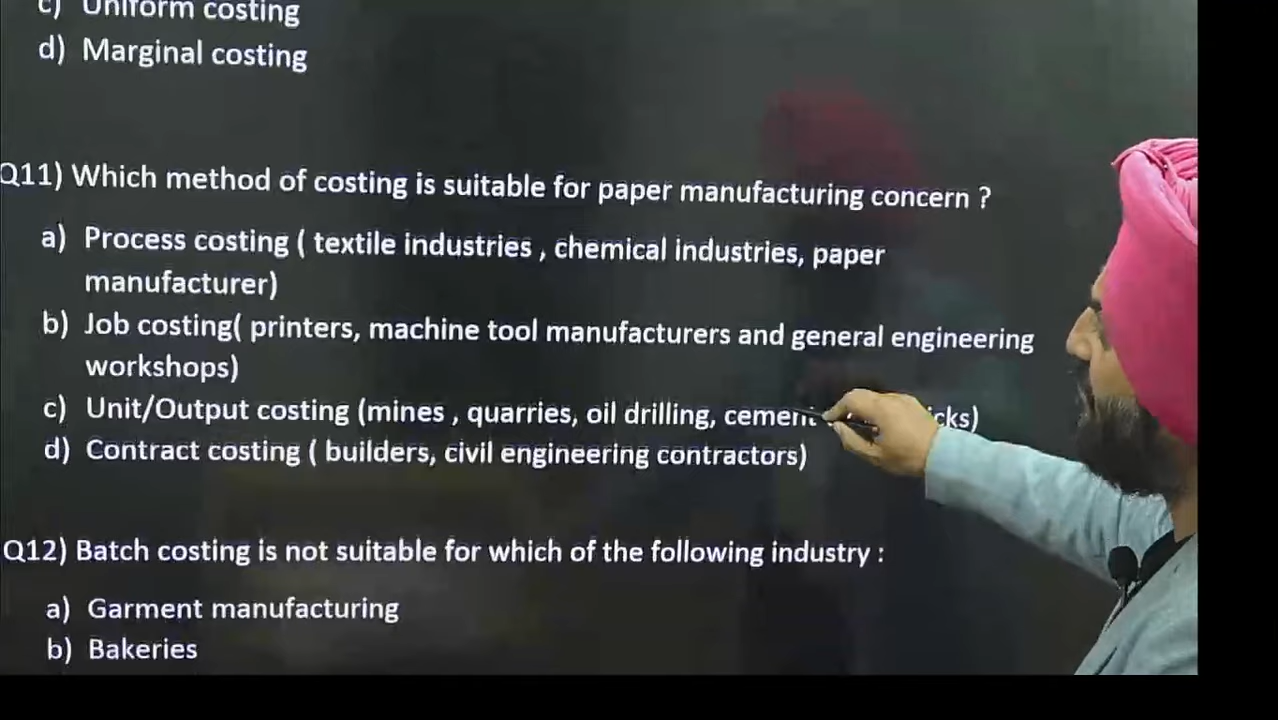 c) Uniform costing
d) Marginal costing
Q11) Which method of costing is suitable for paper manufacturing concern ?
a) Process costing ( textile industries , chemical industries, paper
manufacturer)
b) Job costing( printers, machine tool manufacturers and general engineering
workshops)
c) Unit/Output costing (mines , quarries, oil drilling, cement
d) Contract costing ( builders, civil engineering contractors)
Q12) Batch costing is not suitable for which of the following industry :
a) Garment manufacturing
b) Bakeries